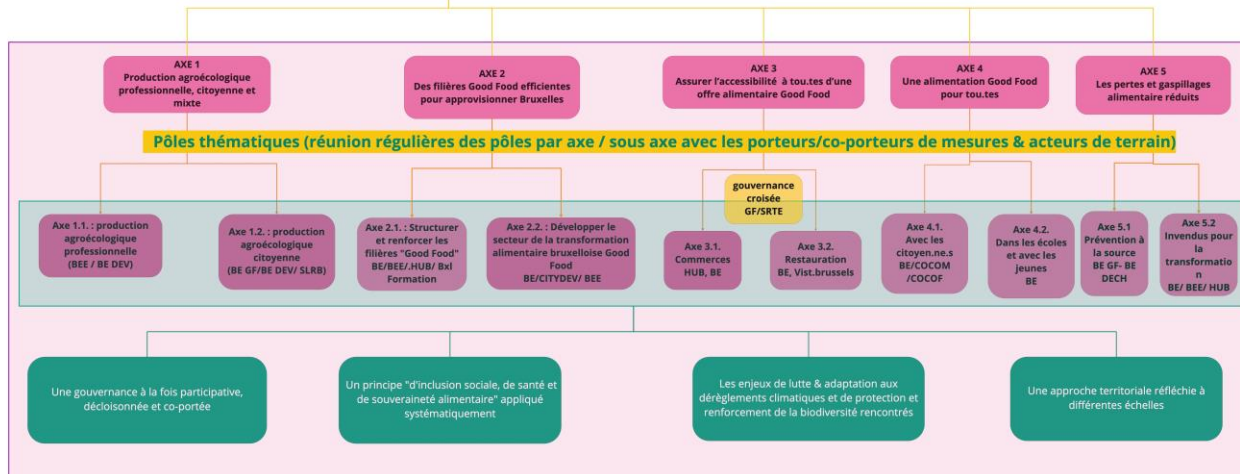 AXE 1
Production agroécologique
professionnelle, citoyenne et
mixte
AXE 2
Des filières Good Food efficientes
pour approvisionner Bruxelles
AXE 3
Assurer l'accessibilité à tou.tes d'une
offre alimentaire Good Food
AXE 4
Une alimentation Good Food
pour tou.tes
AXE 5
Les pertes et gaspillages
alimentaire réduits
Pôles thématiques (réunion régulières des pôles par axe / sous axe avec les porteurs/co-porteurs de mesures & acteurs de terrain)
gouvernance
croisée
GF/SRTE
Axe 1.1. : production
agroécologique
professionnelle
(BEE / BE DEV)
Axe 1.2. : production
agroécologique
citoyenne
(BE GF/BE DEV/ SLRB)
Axe 2.1. : Structurer
et renforcer les
filières "Good Food"
BE/BEE/.HUB/ Bxl
Formation
Axe 2.2. : Développer le
secteur de la transformation
alimentaire bruxelloise Good
Food
BE/CITYDEV/ BEE
Axe 3.1.
Commerces
HUB, BE
Axe 3.2.
Restauration
BE, Vist.brussels
Axe 4.1.
Avec les
citoyen.ne.s
BE/COCOM
/COCOF
Axe 4.2.
Dans les écoles
et avec les
jeunes
BE
Axe 5.1
Prévention à
la source
BE GF- BE
DECH
Axe 5.2
Invendus pour
la
transformatio
n
BE/ BEE/ HUB
Une gouvernance à la fois participative,
décloisonnée et co-portée
Un principe "d'inclusion sociale, de santé et
de souveraineté alimentaire" appliqué
systématiquement
Les enjeux de lutte & adaptation aux
dérèglements climatiques et de protection et
renforcement de la biodiversité rencontrés
Une approche territoriale réfléchie à
différentes échelles